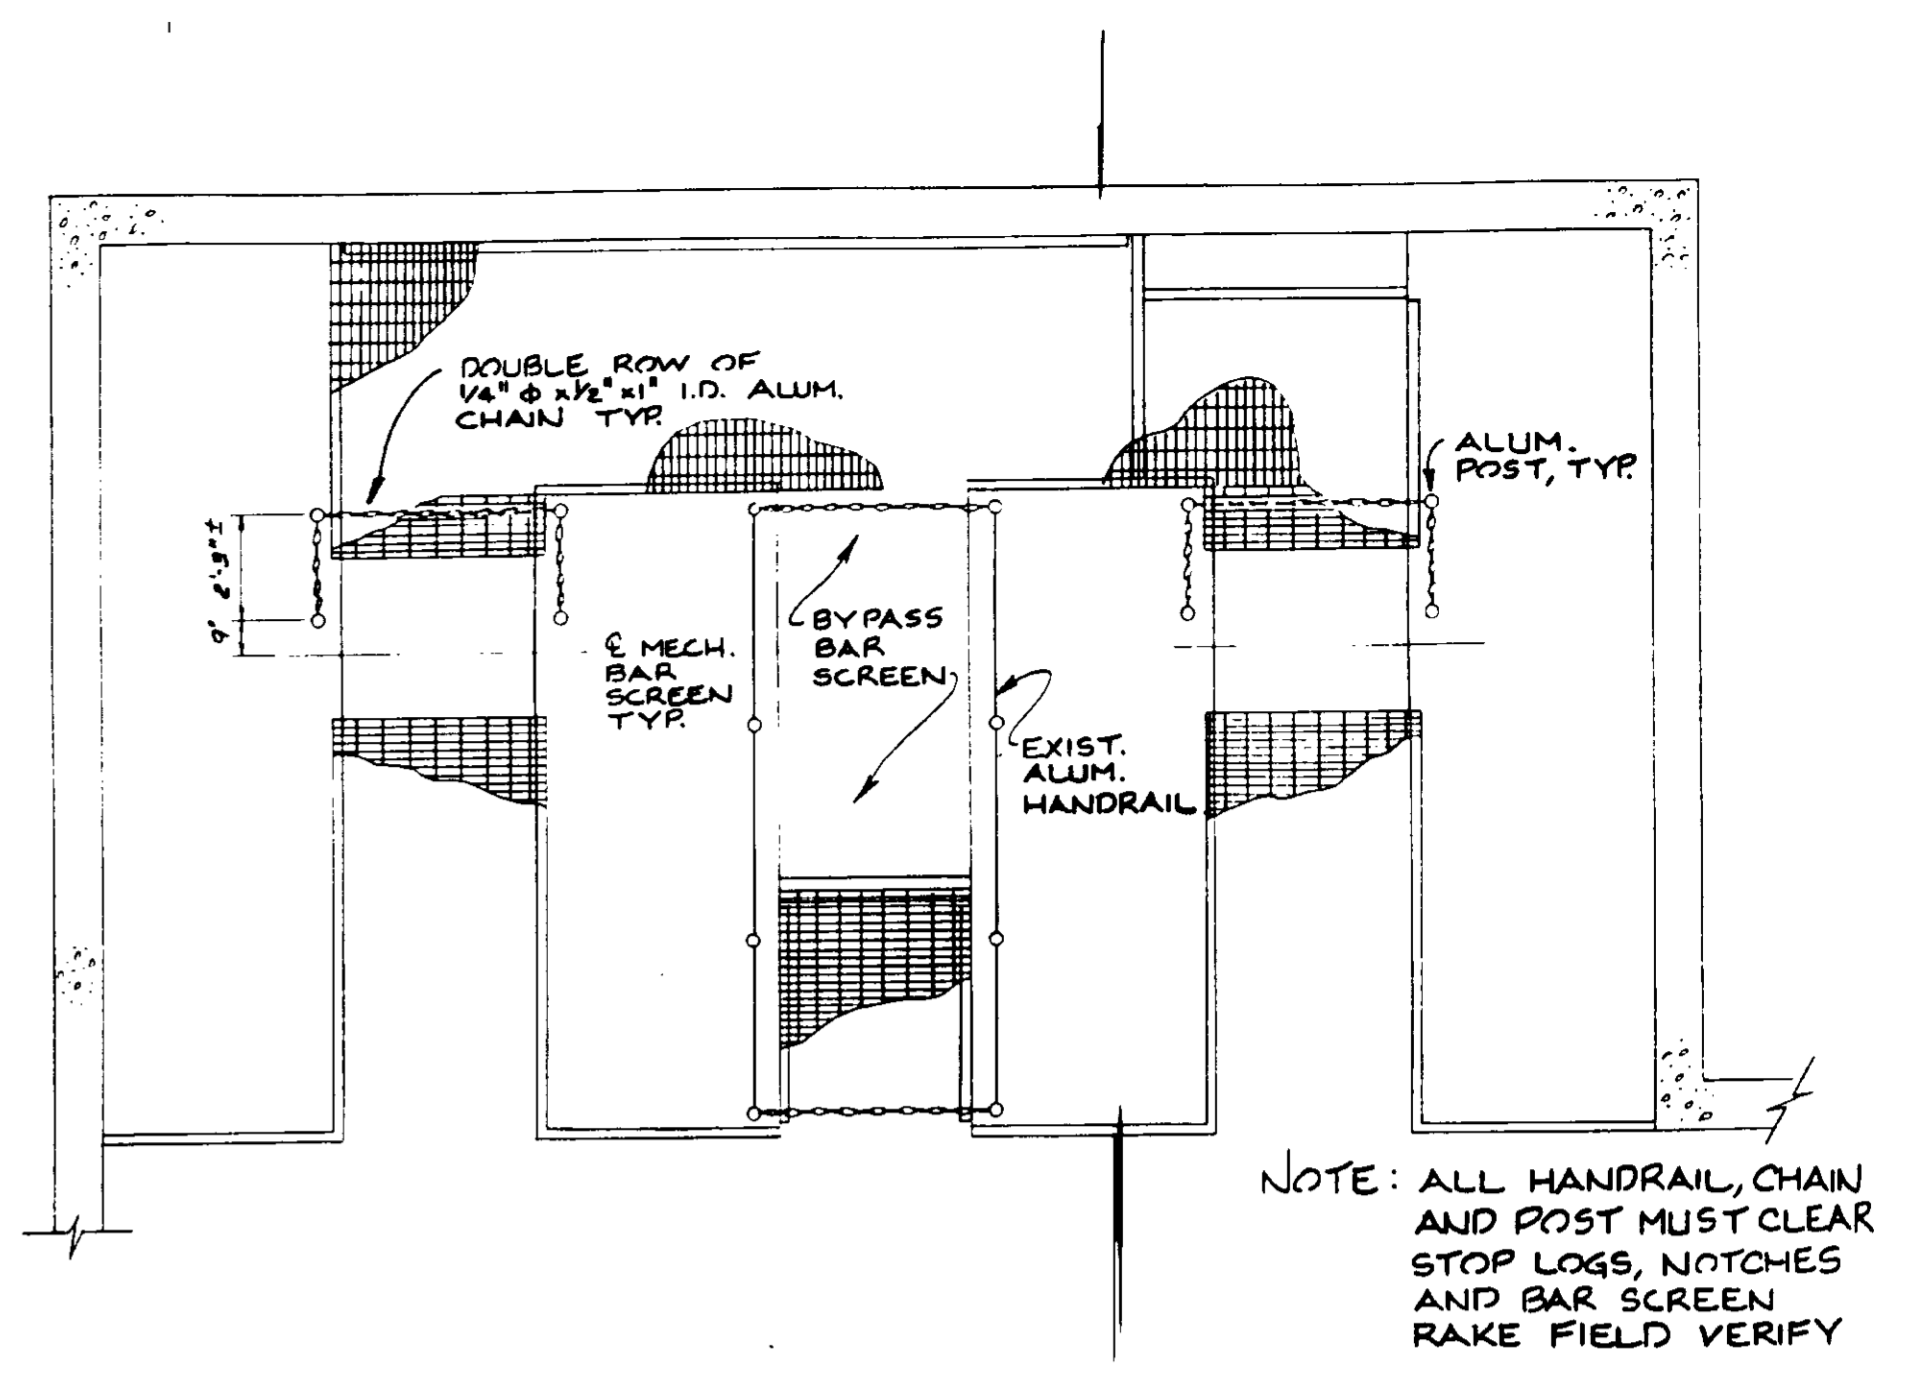 DOUBLE ROW OF
1/4" ϕ x 1/2" x 1" I.D. ALUM.
CHAIN TYP.
ALUM.
POST, TYP.
2'-9"±
9"
℄ MECH.
BAR
SCREEN
TYP.
BYPASS
BAR
SCREEN
EXIST.
ALUM.
HANDRAIL
NOTE: ALL HANDRAIL, CHAIN
AND POST MUST CLEAR
STOP LOGS, NOTCHES
AND BAR SCREEN
RAKE FIELD VERIFY